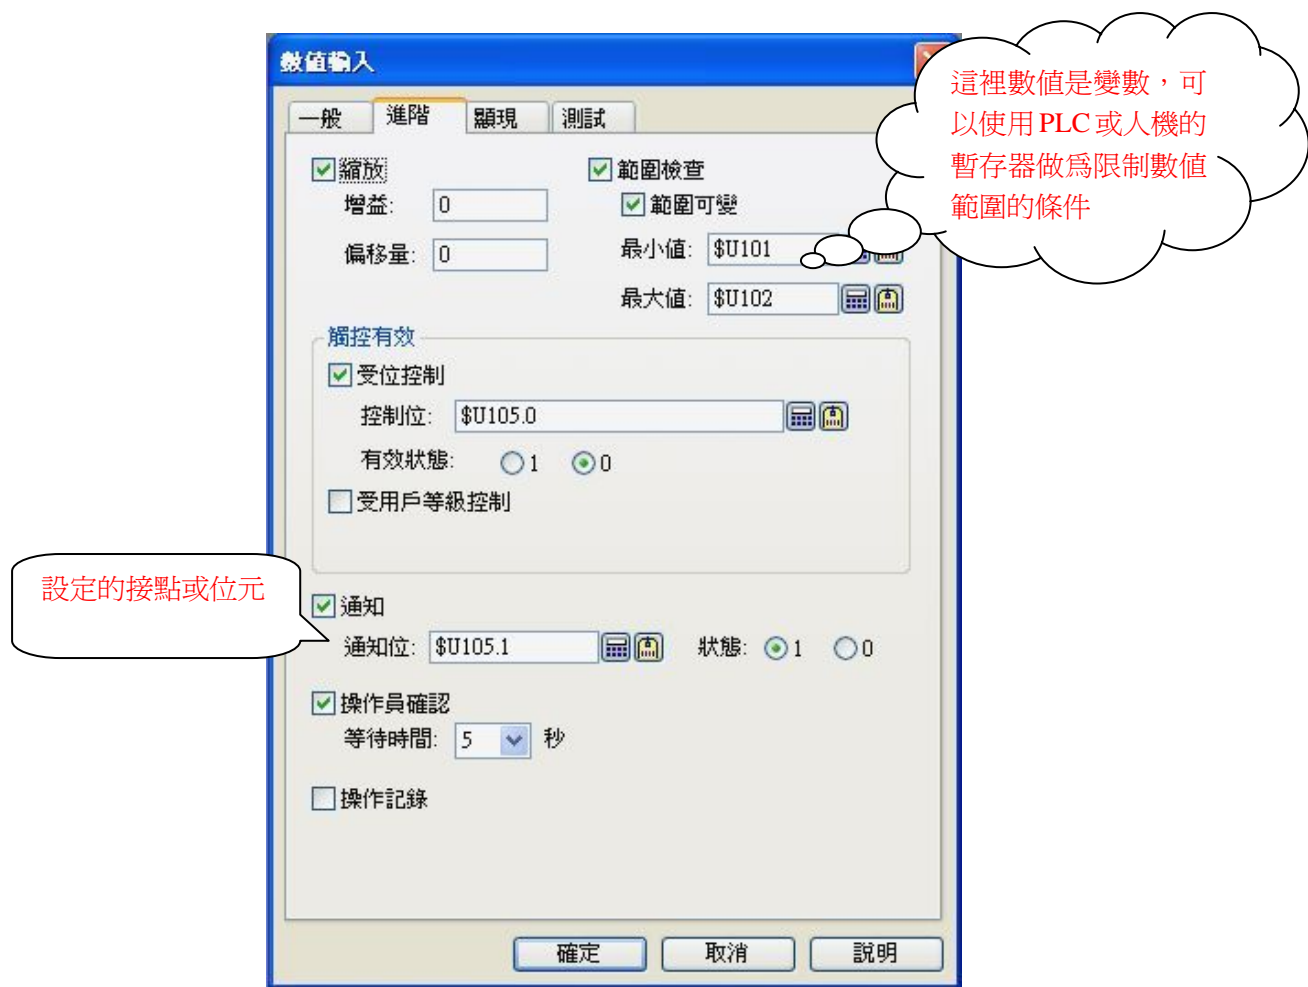 數值輸入
這裡數值是變數，可
以使用 PLC 或人機的
暫存器做為限制數值
範圍的條件
一般 進階 顯現 測試
縮放 範圍檢查
增益: 0 範圍可變
偏移量: 0 最小值: $U101
最大值: $U102
觸控有效
受位控制
控制位: $U105.0
有效狀態: 1 0
受用戶等級控制
設定的接點或位元
通知
通知位: $U105.1 狀態: 1 0
操作員確認
等待時間: 5 秒
操作記錄
確定 取消 說明